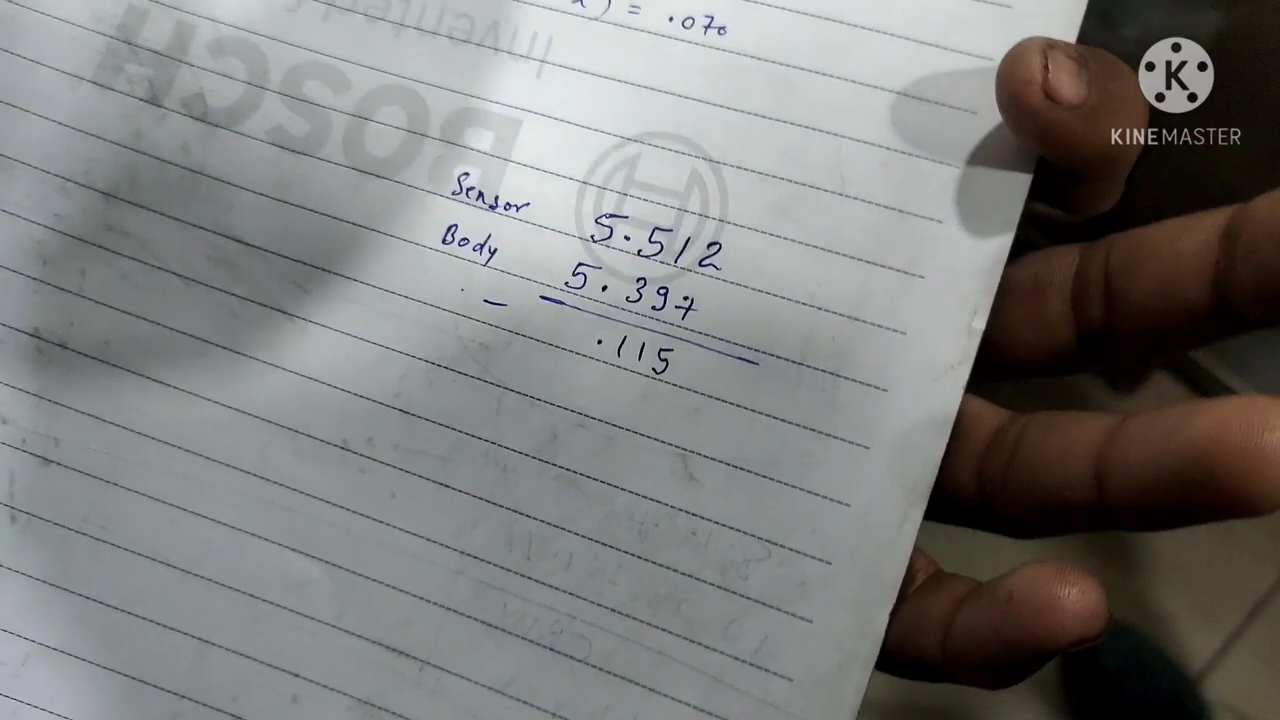 ) = .070
Sensor 5.512
Body 5.397
-
.115
KINEMASTER
BOSCH